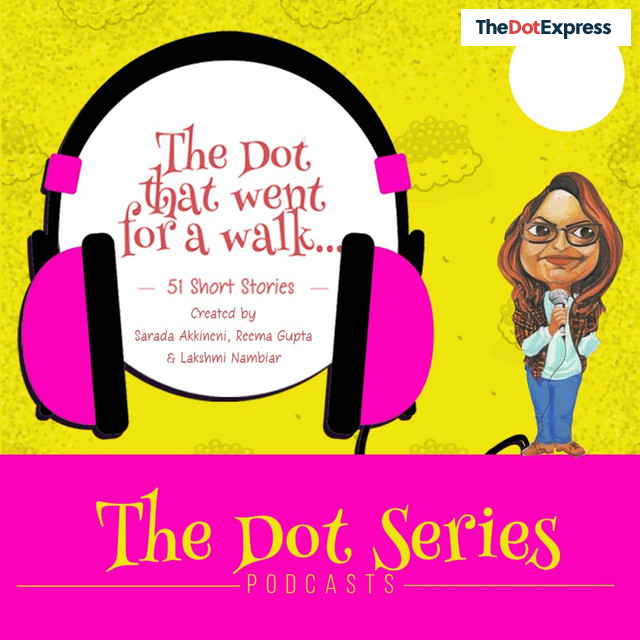 TheDotExpress
The Dot
that went
for a walk...
51 Short Stories
Created by
Sarada Akkineni, Reema Gupta
& Lakshmi Nambiar
The Dot Series
PODCASTS